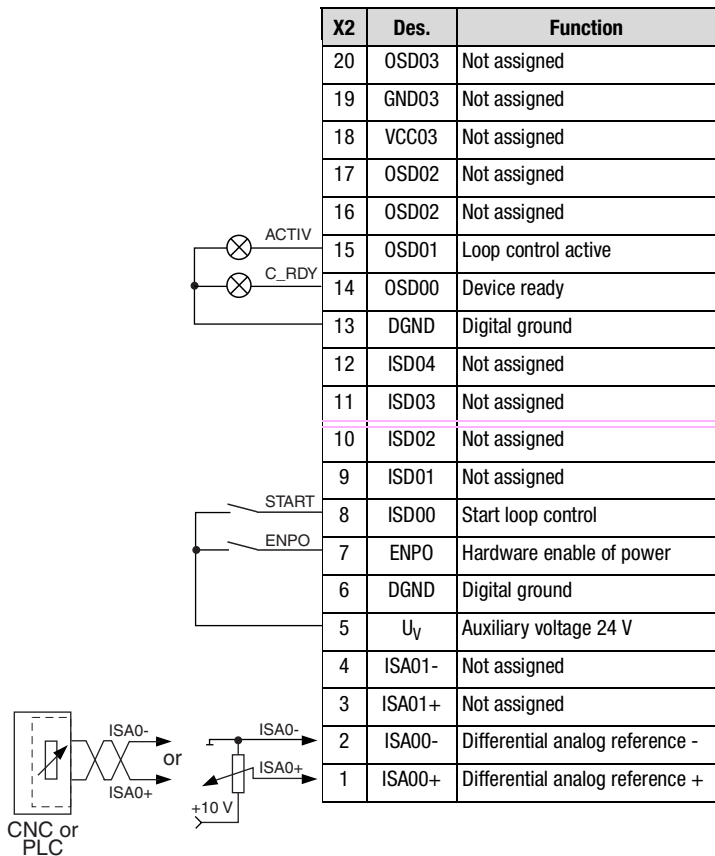 X2 Des. Function
20 OSD03 Not assigned
19 GND03 Not assigned
18 VCC03 Not assigned
17 OSD02 Not assigned
16 OSD02 Not assigned
ACTIV 15 OSD01 Loop control active
C_RDY 14 OSD00 Device ready
13 DGND Digital ground
12 ISD04 Not assigned
11 ISD03 Not assigned
10 ISD02 Not assigned
9 ISD01 Not assigned
START 8 ISD00 Start loop control
ENPO 7 ENPO Hardware enable of power
6 DGND Digital ground
5 UV Auxiliary voltage 24 V
4 ISA01- Not assigned
3 ISA01+ Not assigned
ISA0- or ISA0- 2 ISA00- Differential analog reference -
ISA0+ ISA0+ 1 ISA00+ Differential analog reference +
+10 V
CNC or
PLC